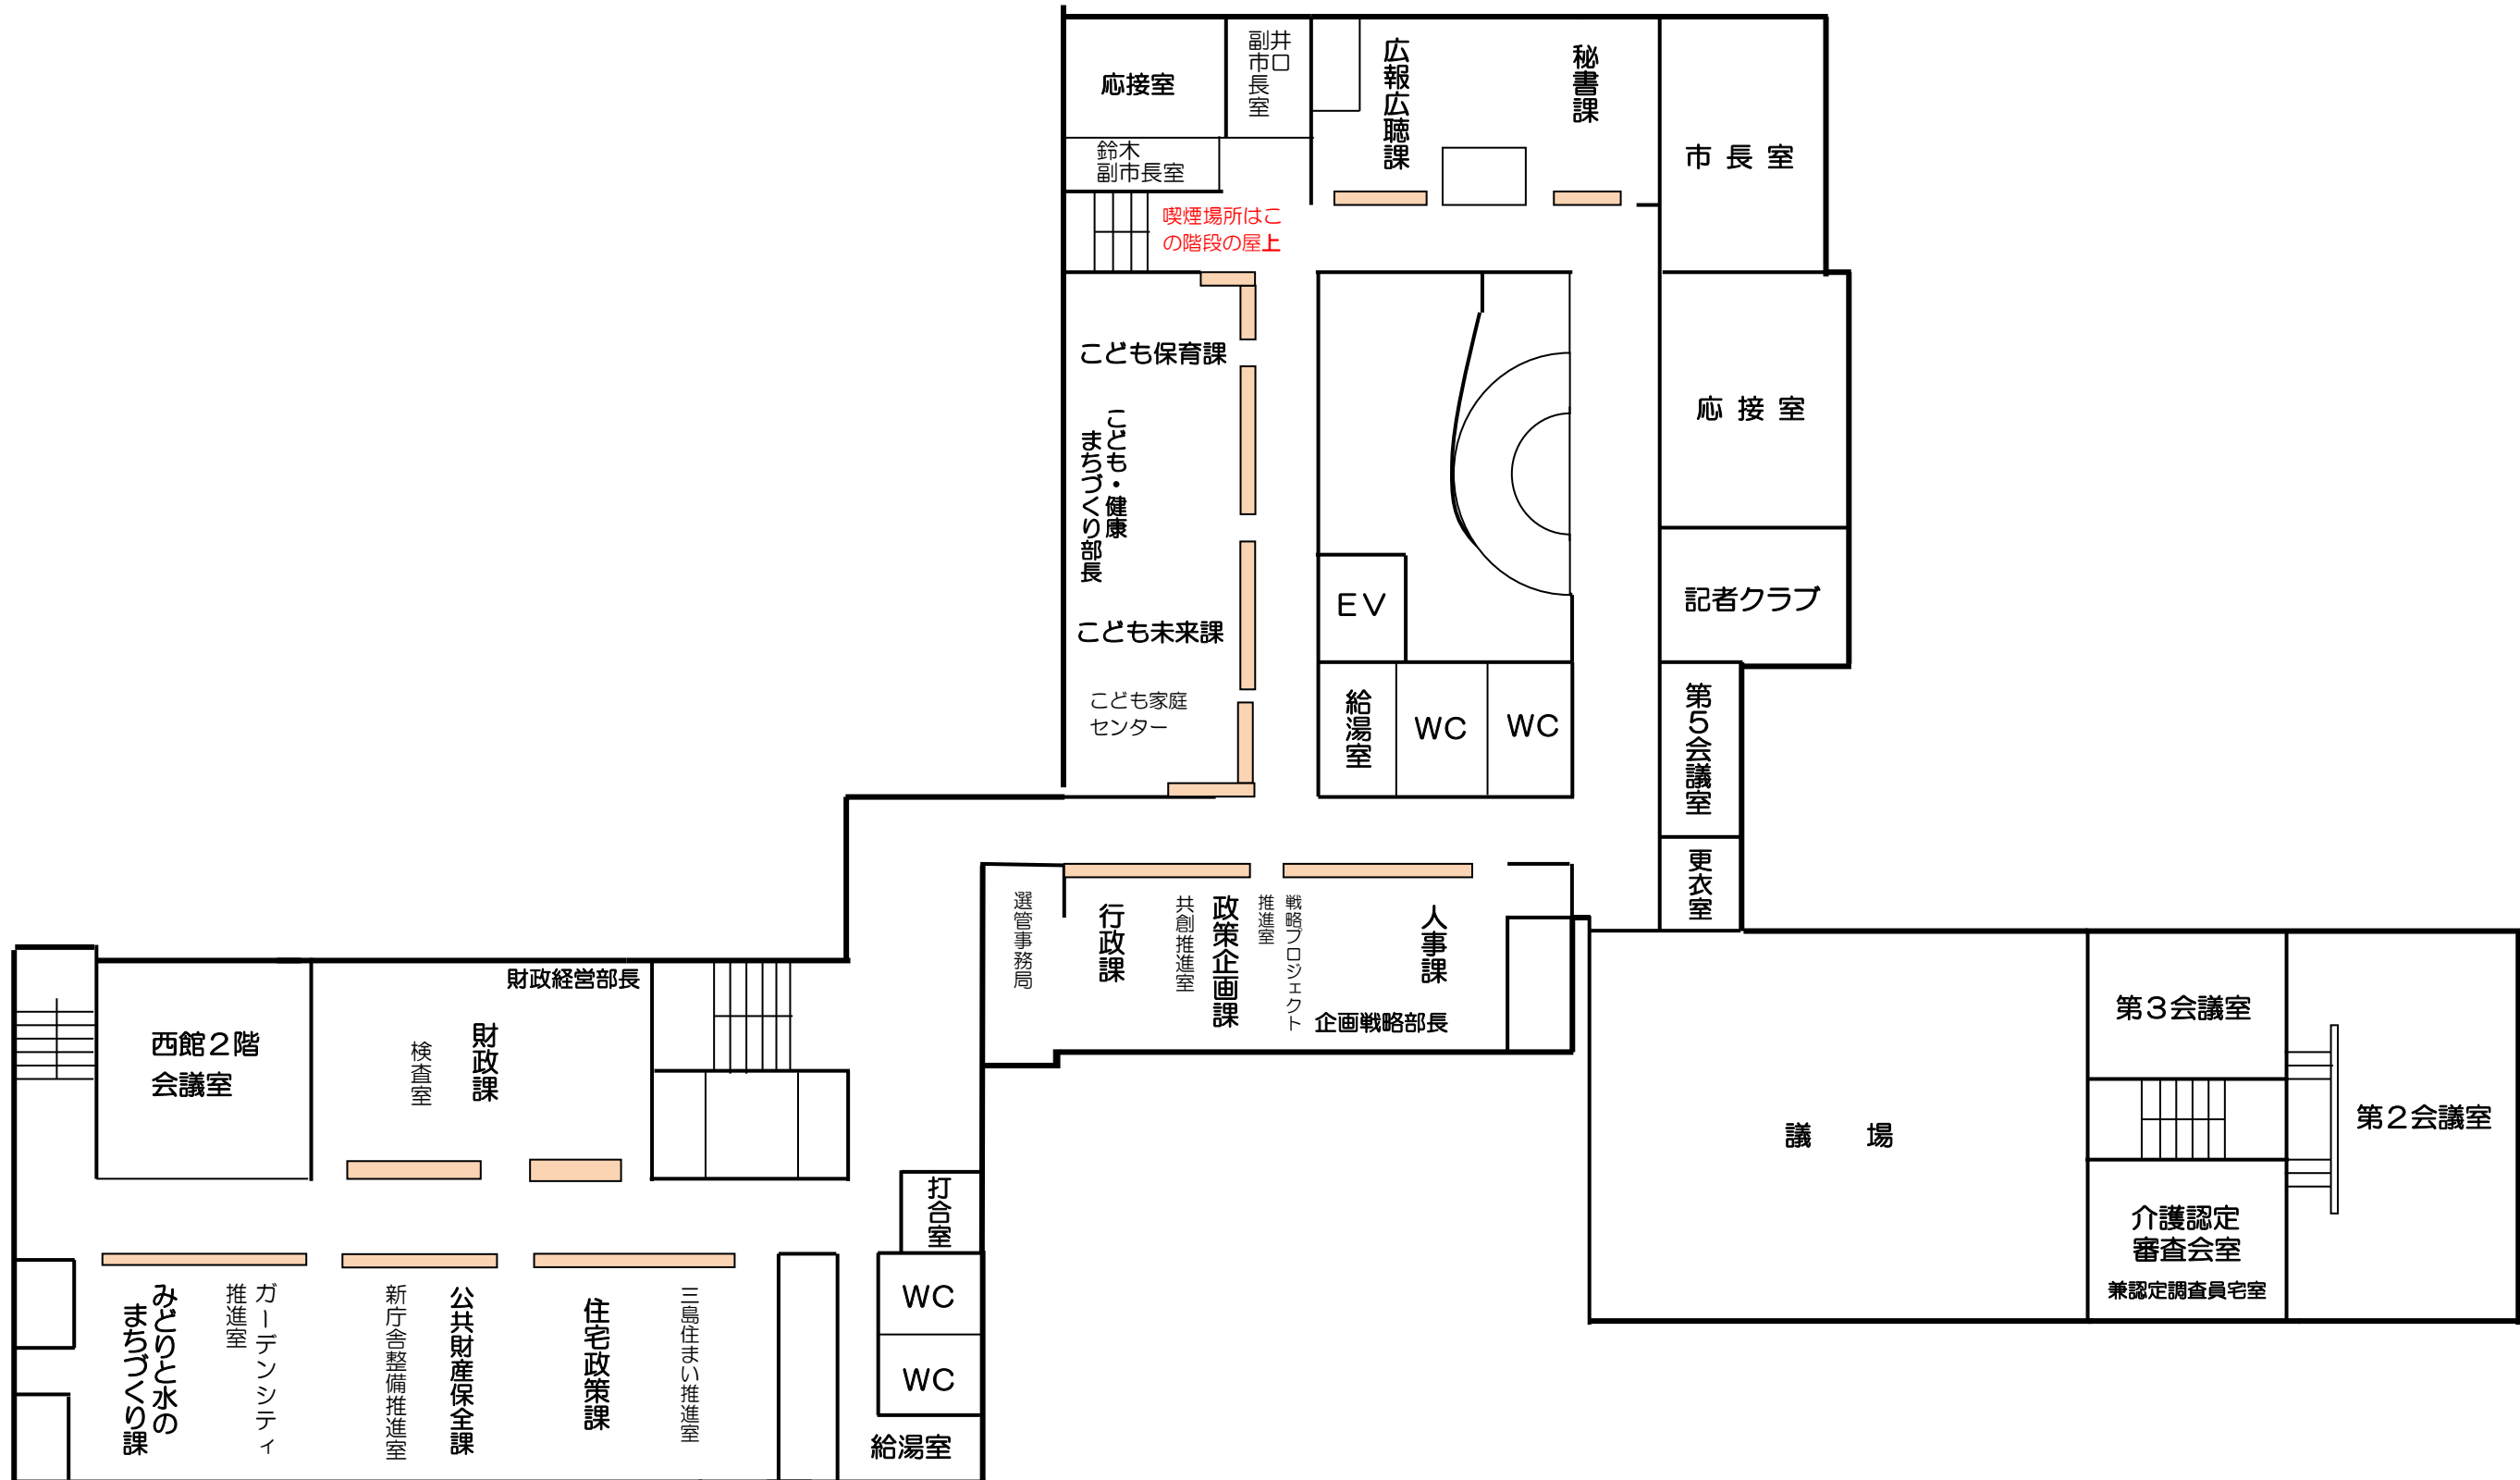 応接室
井口
副市長室
広報広聴課
秘書課
市長室
鈴木
副市長室
喫煙場所はこ
の階段の屋上
こども保育課
こども・健康
まちづくり部長
応接室
記者クラブ
EV
こども未来課
こども家庭
センター
給湯室
WC
WC
第5会議室
更衣室
選管事務局
行政課
共創推進室
政策企画課
戦略プロジェクト
推進室
人事課
企画戦略部長
財政経営部長
西館2階
会議室
検査室
財政課
第3会議室
第2会議室
議場
介護認定
審査会室
兼認定調査員宅室
打合室
WC
WC
給湯室
みどりと水の
まちづくり課
ガーデンシティ
推進室
新庁舎整備推進室
公共財産保全課
住宅政策課
三島住まい推進室